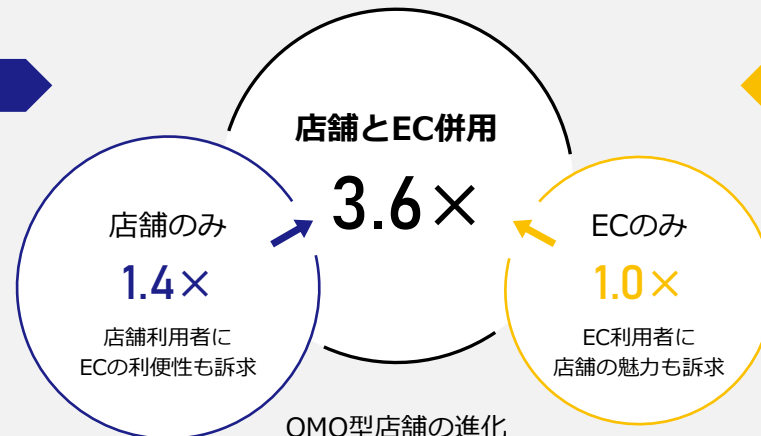 店舗とEC併用
3.6×
店舗のみ
1.4×
店舗利用者に
ECの利便性も訴求
ECのみ
1.0×
EC利用者に
店舗の魅力も訴求
OMO型店舗の進化